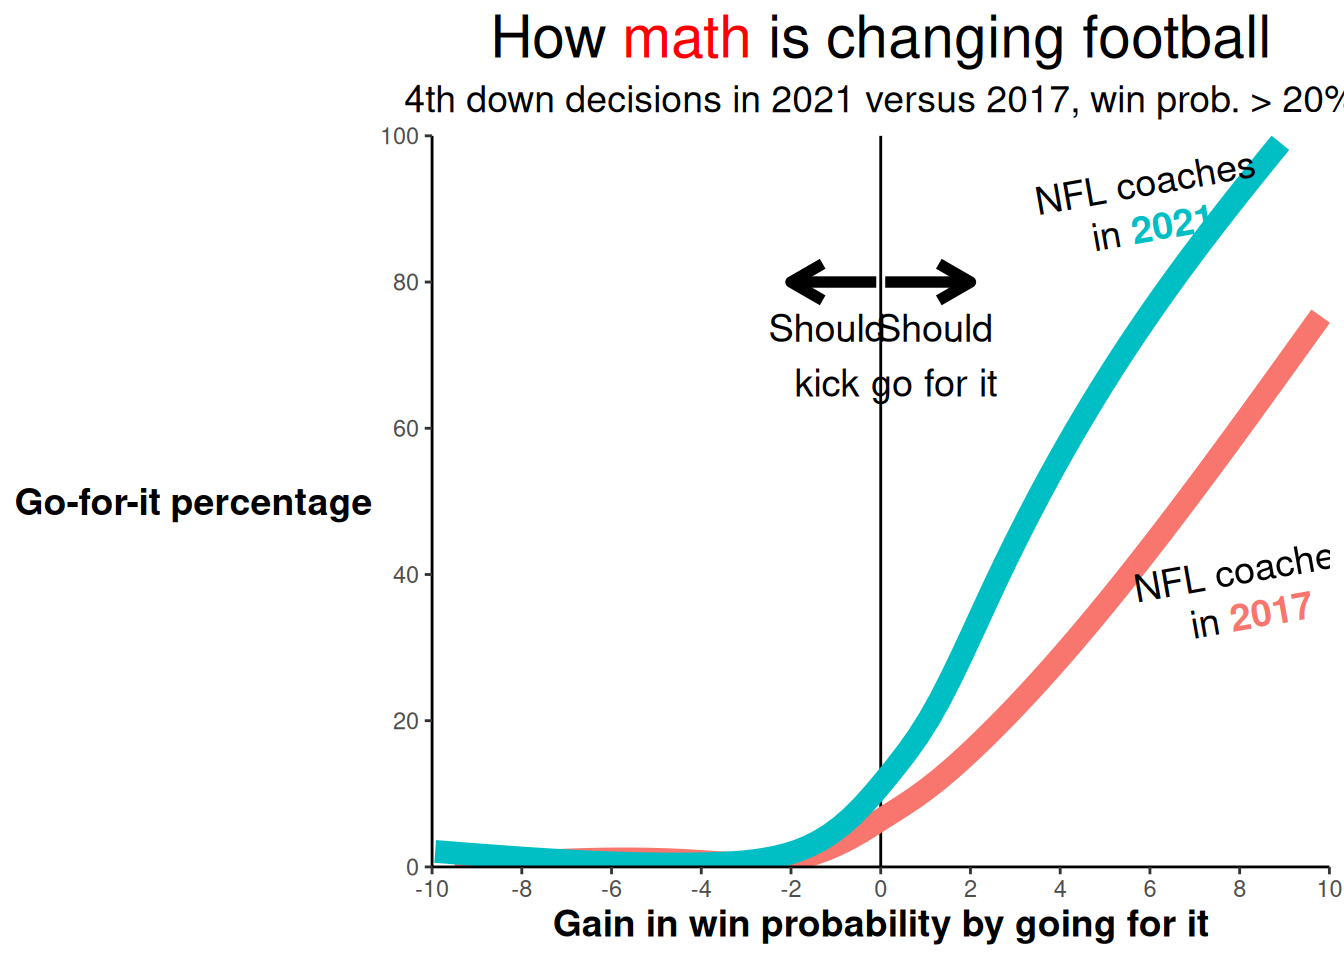 How math is changing football
4th down decisions in 2021 versus 2017, win prob. > 20%
100
80
60
40
20
0
Go-for-it percentage
NFL coaches
in 2021
Should
kick
Should
go for it
NFL coache
in 2017
-10 -8 -6 -4 -2 0 2 4 6 8 10
Gain in win probability by going for it